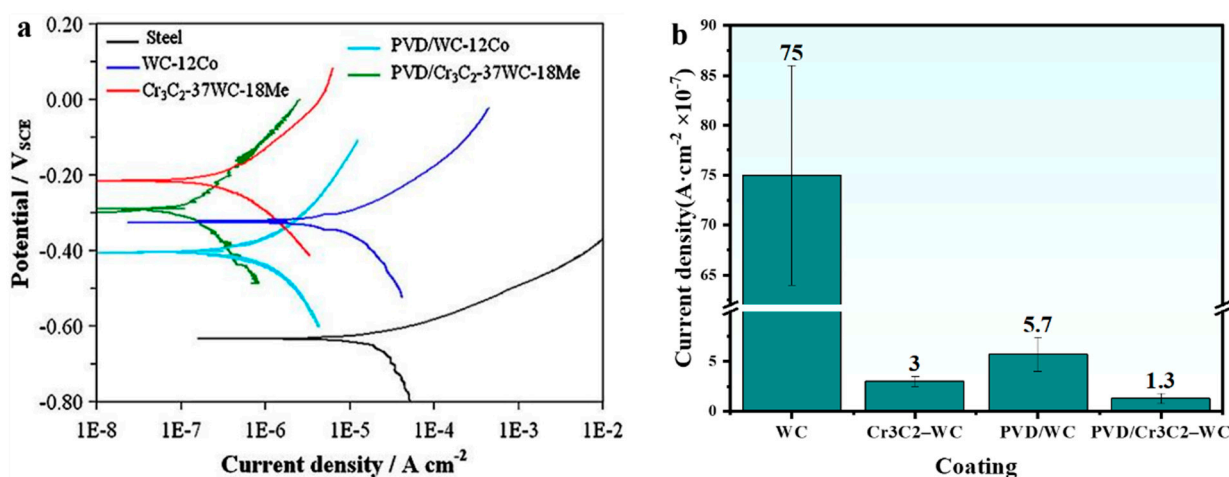 a
Steel
WC-12Co
Cr₃C₂-37WC-18Me
PVD/WC-12Co
PVD/Cr₃C₂-37WC-18Me
Potential / V_SCE
0.20
0.00
-0.20
-0.40
-0.60
-0.80
1E-8 1E-7 1E-6 1E-5 1E-4 1E-3 1E-2
Current density / A cm⁻²
b
Current density(A·cm⁻² ×10⁻⁷)
90
85
80
75
70
65
5
0
75
3
5.7
1.3
WC Cr3C2–WC PVD/WC PVD/Cr3C2–WC
Coating